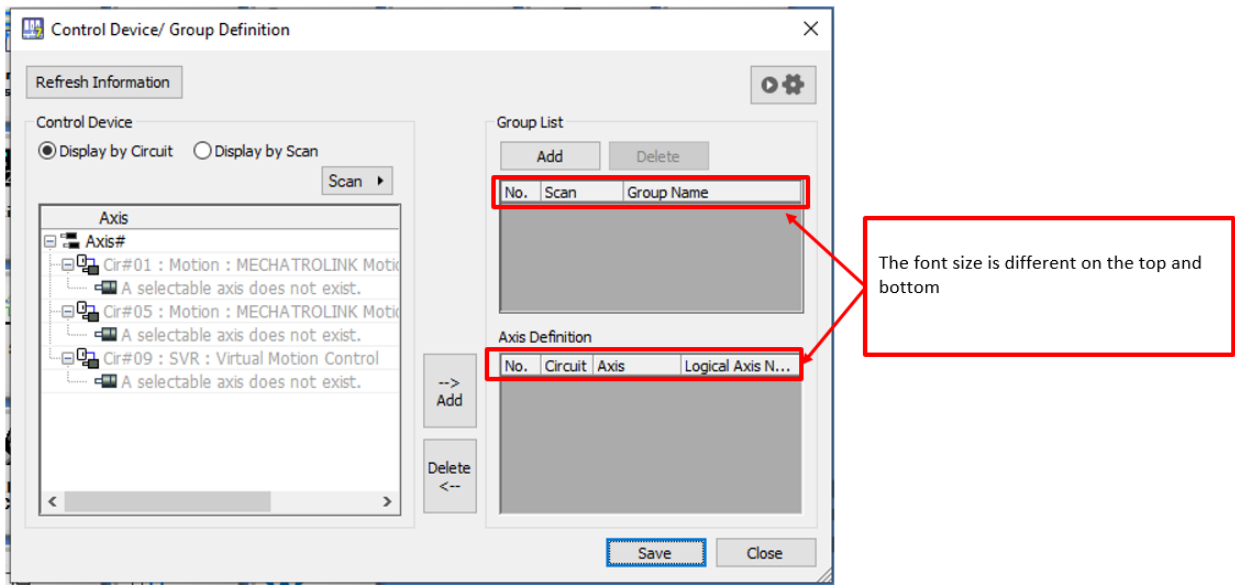 Control Device/ Group Definition
Refresh Information
Control Device
Display by Circuit Display by Scan
Scan
Axis
Axis#
Cir#01 : Motion : MECHATROLINK Motic
A selectable axis does not exist.
Cir#05 : Motion : MECHATROLINK Motic
A selectable axis does not exist.
Cir#09 : SVR : Virtual Motion Control
A selectable axis does not exist.
-->
Add
Delete
<--
Group List
Add Delete
No. Scan Group Name
Axis Definition
No. Circuit Axis Logical Axis N...
Save Close
The font size is different on the top and
bottom